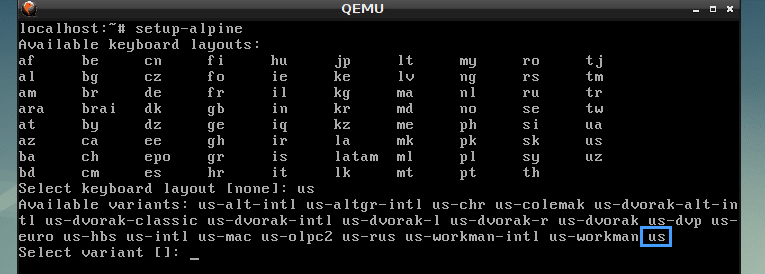 QEMU
localhost:~# setup-alpine
Available keyboard layouts:
af be cn fi hu jp lt my ro tj
al bg cz fo ie ke lv ng rs tm
am br de fr il kg ma nl ru tr
ara brai dk gb in kr md no se tw
at by dz ge iq kz me ph si ua
az ca ee gh ir la mk pk sk us
ba ch epo gr is latam ml pl sy uz
bd cm es hr it lk mt pt th
Select keyboard layout [none]: us
Available variants: us-alt-intl us-altgr-intl us-chr us-colemak us-dvorak-alt-in
tl us-dvorak-classic us-dvorak-intl us-dvorak-l us-dvorak-r us-dvorak us-dvp us-
euro us-hbs us-intl us-mac us-olpc2 us-rus us-workman-intl us-workman us
Select variant []: _